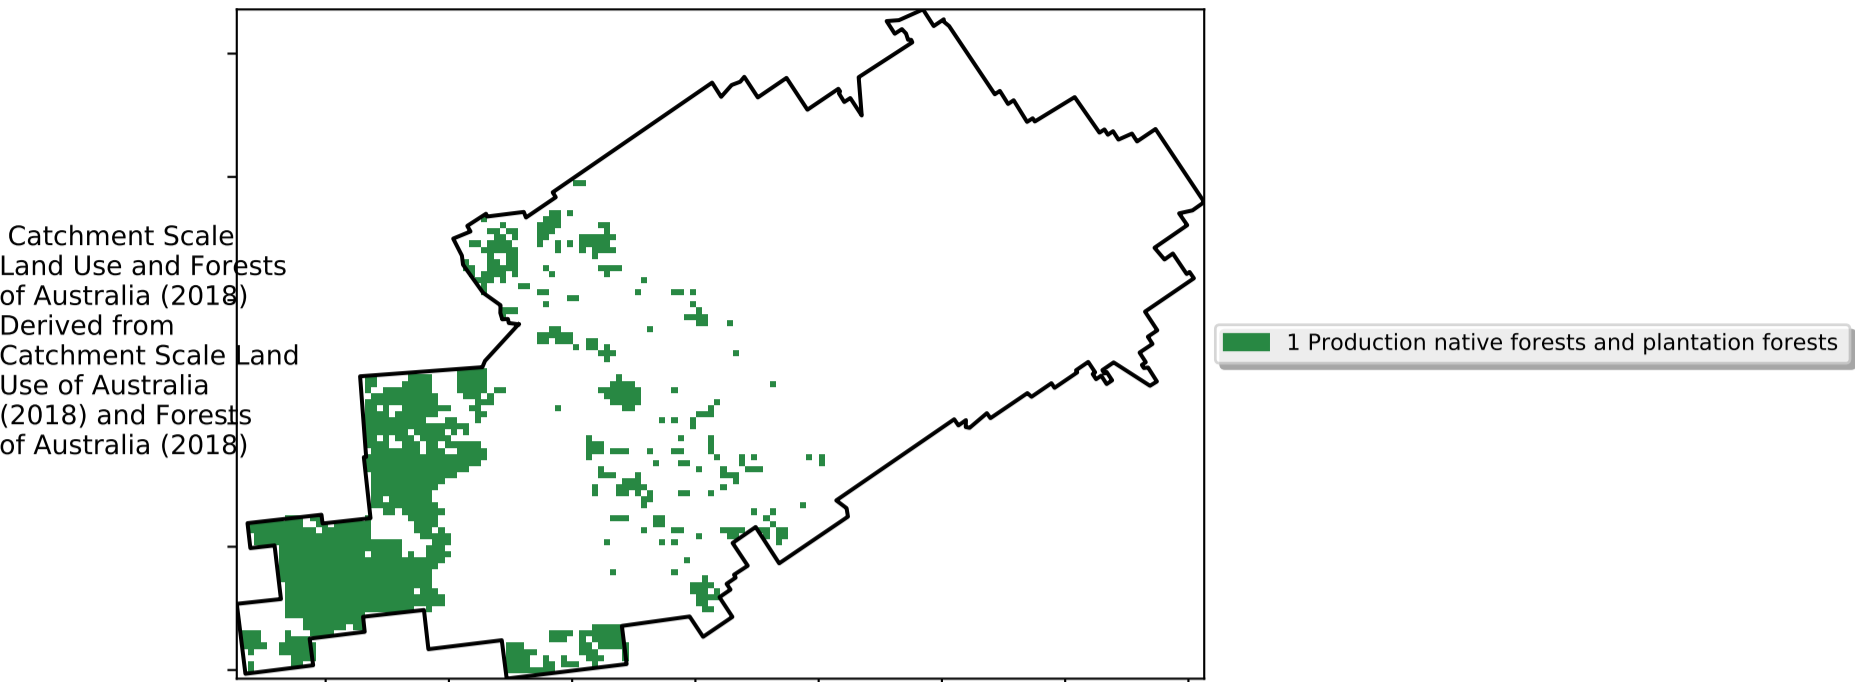 Catchment Scale
Land Use and Forests
of Australia (2018)
Derived from
Catchment Scale Land
Use of Australia
(2018) and Forests
of Australia (2018)
1 Production native forests and plantation forests